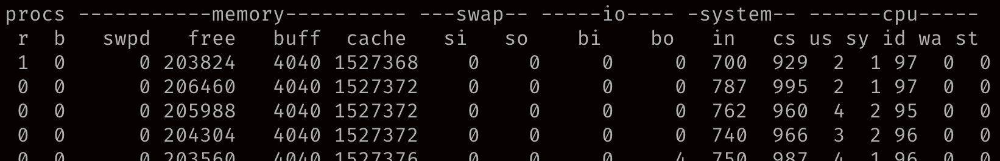 procs -----------memory---------- ---swap-- -----io---- -system-- ------cpu-----
 r  b   swpd   free   buff  cache   si   so    bi    bo   in   cs us sy id wa st
 1  0      0 203824   4040 1527368    0    0     0     0  700  929  2  1 97  0  0
 0  0      0 206460   4040 1527372    0    0     0     0  787  995  2  1 97  0  0
 0  0      0 205988   4040 1527372    0    0     0     0  762  960  4  2 95  0  0
 0  0      0 204304   4040 1527372    0    0     0     0  740  966  3  2 96  0  0
 0  0      0 203560   4040 1527376    0    0     0     4  750  987  4  1 96  0  0